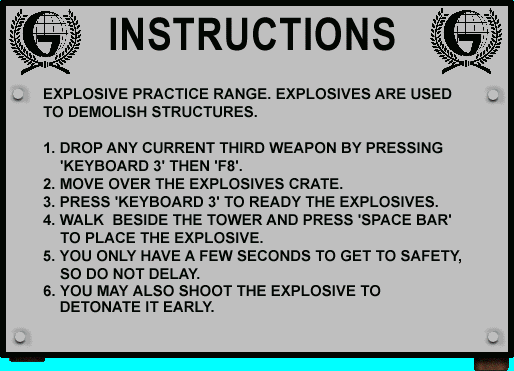 INSTRUCTIONS
EXPLOSIVE PRACTICE RANGE. EXPLOSIVES ARE USED
TO DEMOLISH STRUCTURES.
1. DROP ANY CURRENT THIRD WEAPON BY PRESSING
'KEYBOARD 3' THEN 'F8'.
2. MOVE OVER THE EXPLOSIVES CRATE.
3. PRESS 'KEYBOARD 3' TO READY THE EXPLOSIVES.
4. WALK BESIDE THE TOWER AND PRESS 'SPACE BAR'
TO PLACE THE EXPLOSIVE.
5. YOU ONLY HAVE A FEW SECONDS TO GET TO SAFETY,
SO DO NOT DELAY.
6. YOU MAY ALSO SHOOT THE EXPLOSIVE TO
DETONATE IT EARLY.